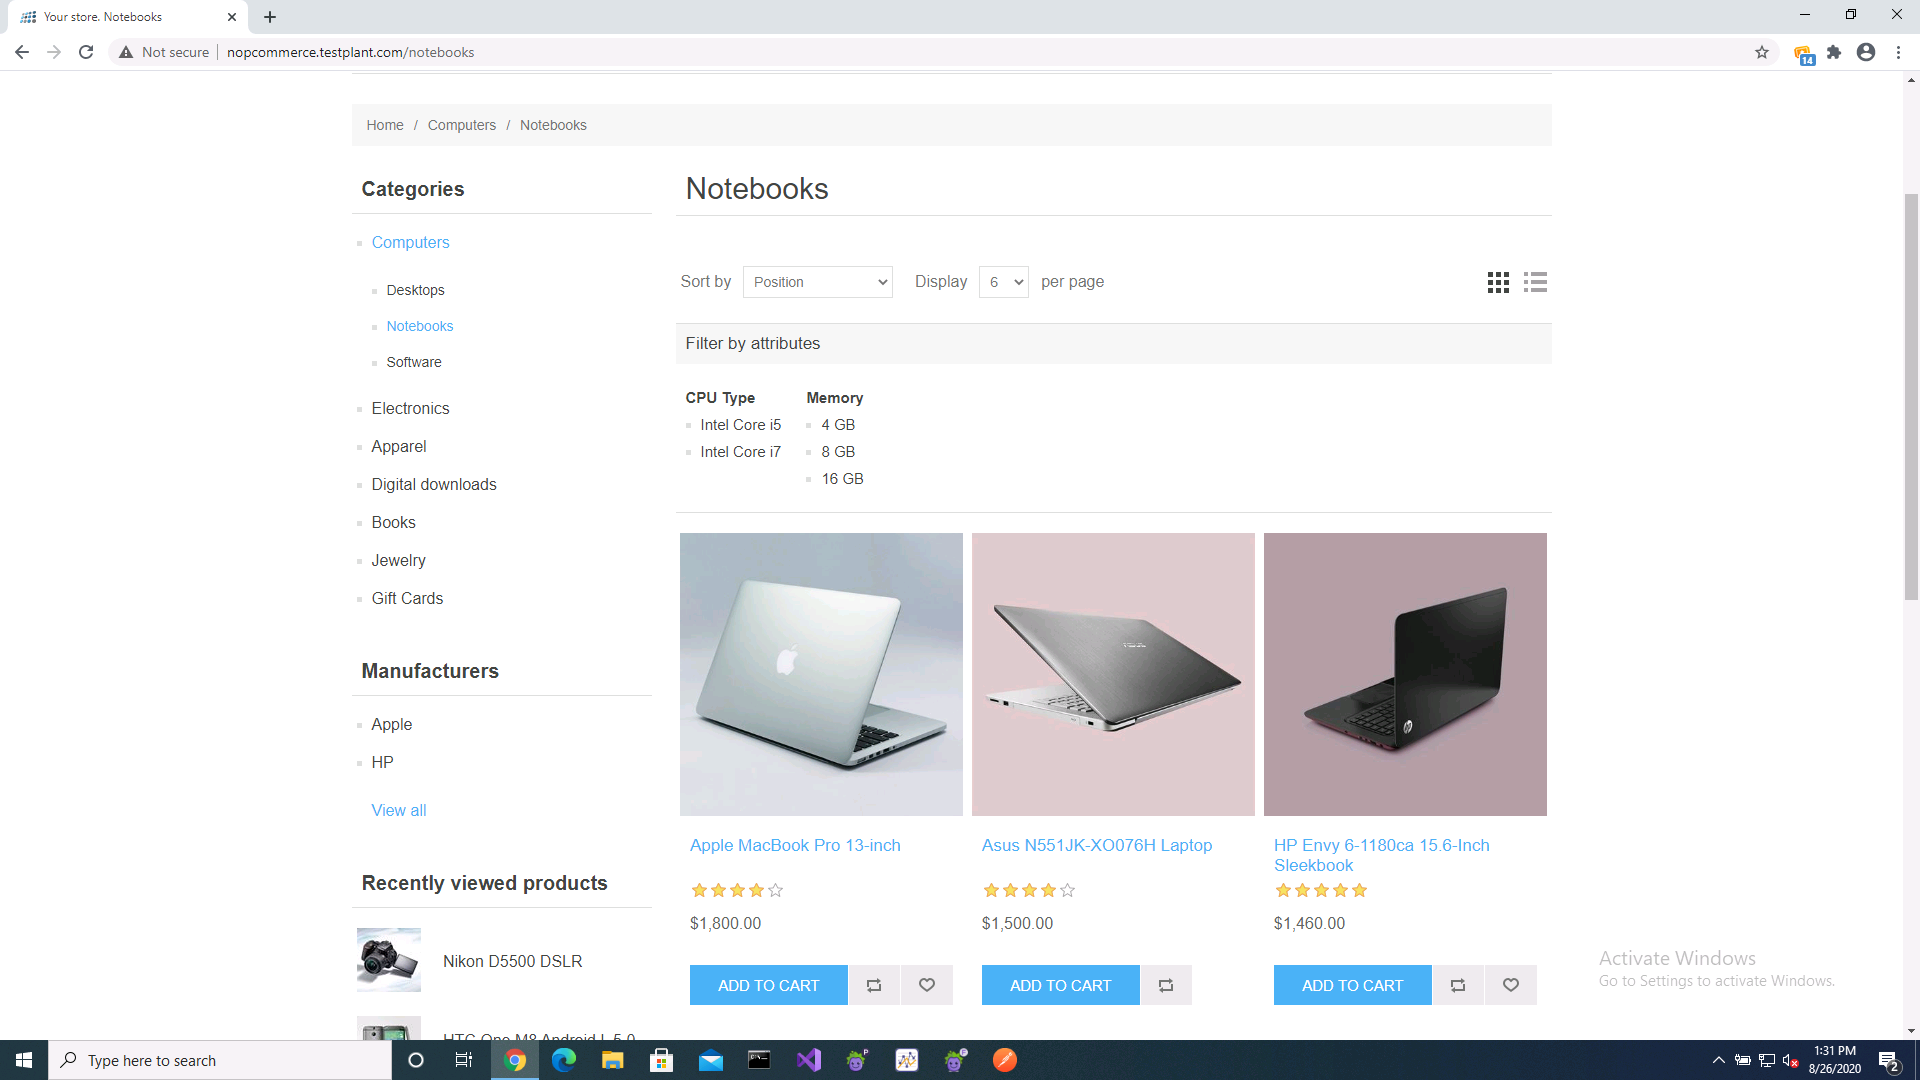 Your store. Notebooks
Not secure
nopcommerce.testplant.com/notebooks
14
Home / Computers / Notebooks
Categories
Computers
Desktops
Notebooks
Software
Electronics
Apparel
Digital downloads
Books
Jewelry
Gift Cards
Manufacturers
Apple
HP
View all
Recently viewed products
Nikon D5500 DSLR
HTC One M8 Android L 5.0
Notebooks
Sort by Position Display 6 per page
Filter by attributes
CPU Type Memory
Intel Core i5 4 GB
Intel Core i7 8 GB
16 GB
Apple MacBook Pro 13-inch
$1,800.00
ADD TO CART
Asus N551JK-XO076H Laptop
$1,500.00
ADD TO CART
HP Envy 6-1180ca 15.6-Inch
Sleekbook
$1,460.00
ADD TO CART
Activate Windows
Go to Settings to activate Windows.
Type here to search
1:31 PM
8/26/2020
2